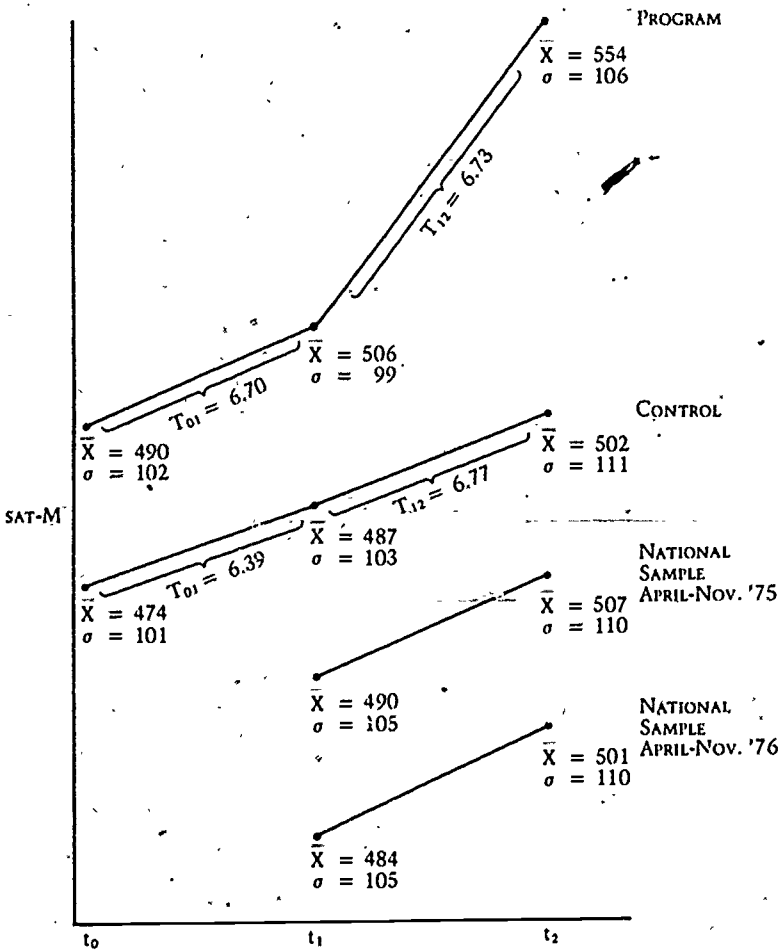 PROGRAM
X̄ = 554
σ = 106
T₁₂ = 6.73
X̄ = 506
σ = 99
T₀₁ = 6.70
X̄ = 490
σ = 102
CONTROL
X̄ = 502
σ = 111
T₁₂ = 6.77
SAT-M
X̄ = 487
σ = 103
T₀₁ = 6.39
X̄ = 474
σ = 101
NATIONAL
SAMPLE
APRIL-NOV. '75
X̄ = 507
σ = 110
X̄ = 490
σ = 105
NATIONAL
SAMPLE
APRIL-NOV. '76
X̄ = 501
σ = 110
X̄ = 484
σ = 105
t₀ t₁ t₂